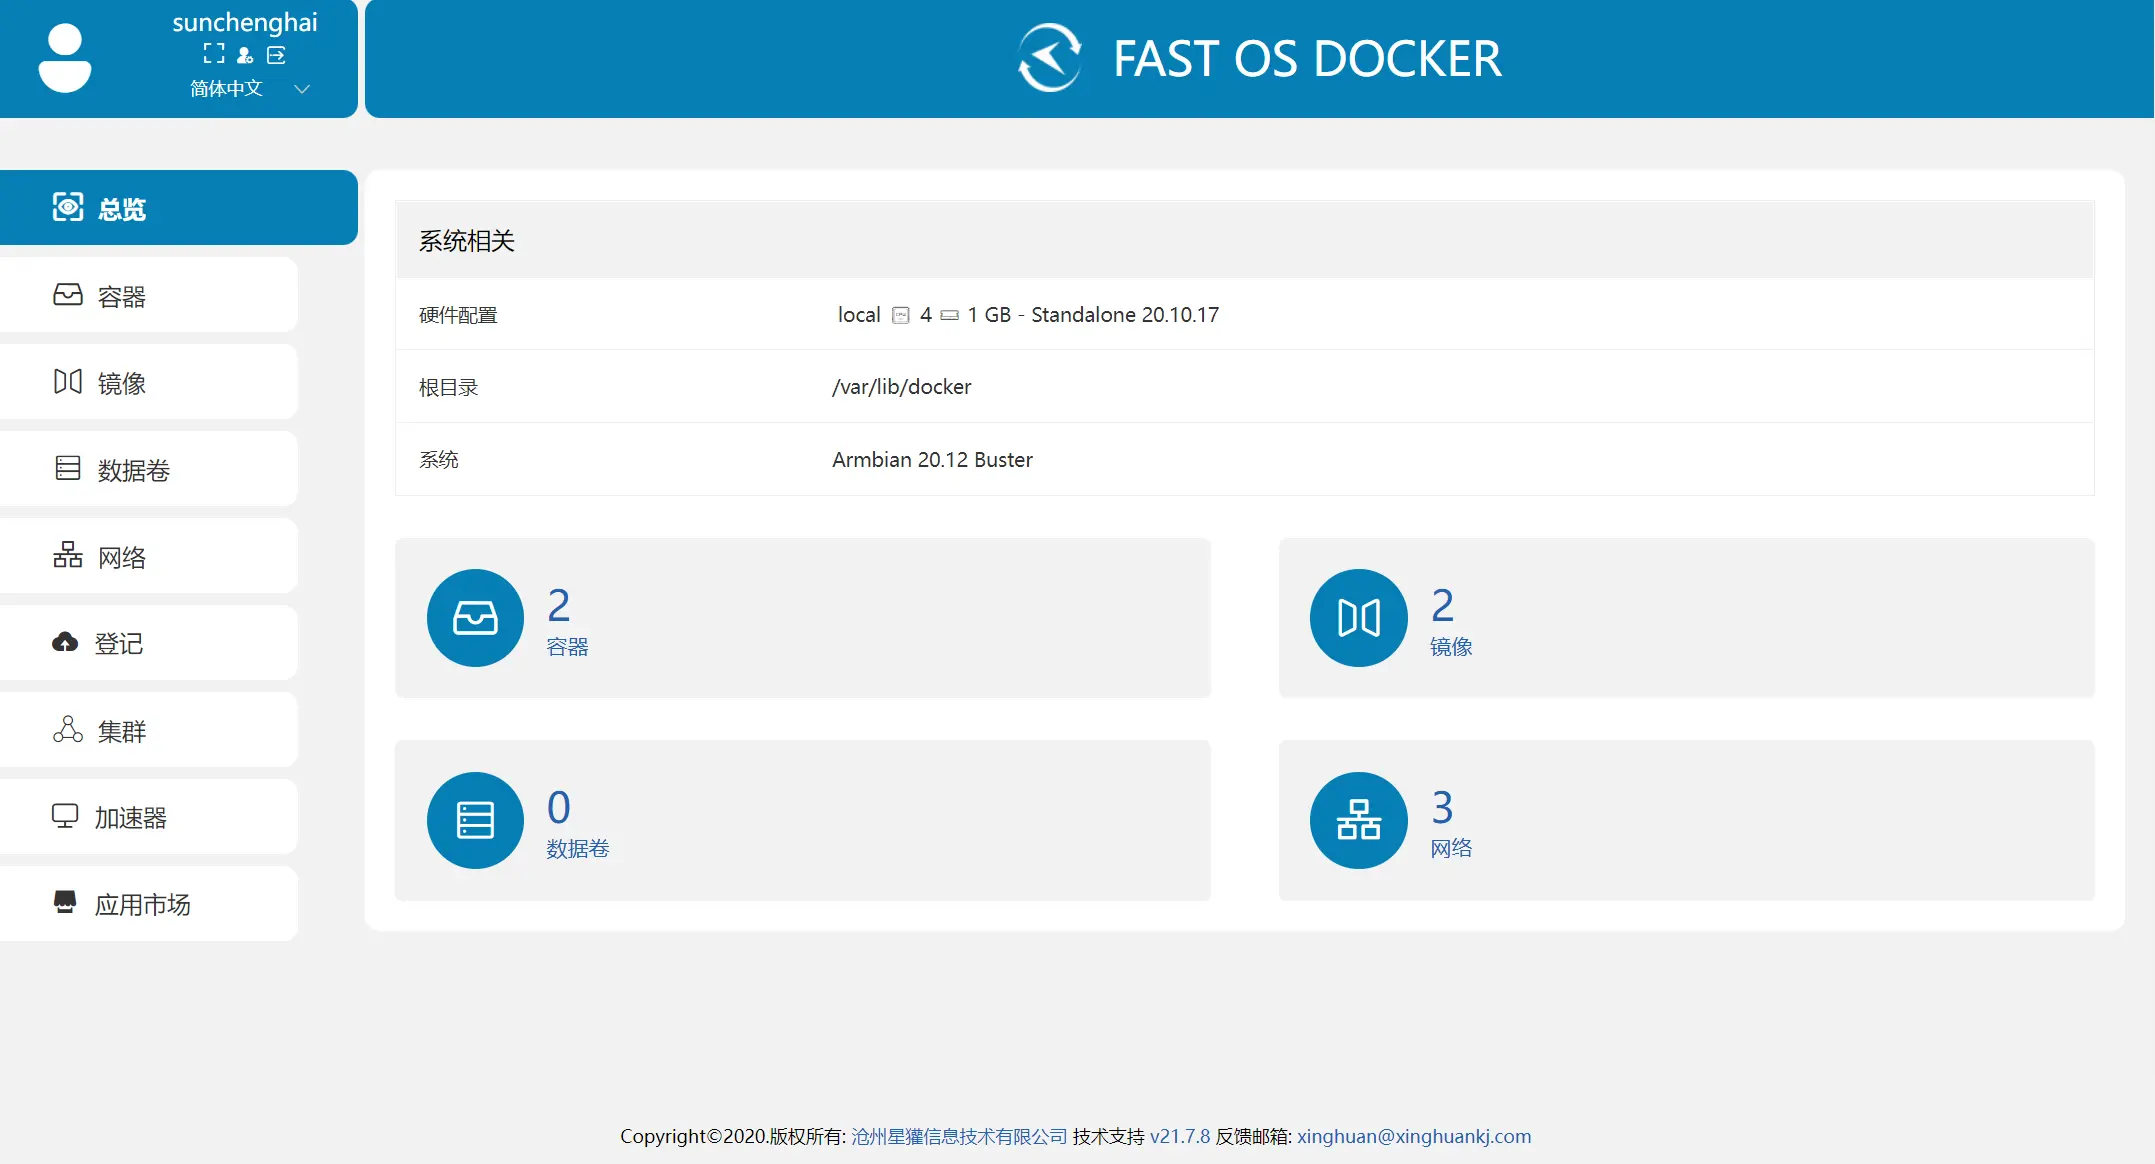 sunchenghai
简体中文
FAST OS DOCKER
总览
容器
镜像
数据卷
网络
登记
集群
加速器
应用市场
系统相关
硬件配置 local 4 1 GB - Standalone 20.10.17
根目录 /var/lib/docker
系统 Armbian 20.12 Buster
2
容器
2
镜像
0
数据卷
3
网络
Copyright©2020.版权所有: 沧州星獾信息技术有限公司 技术支持 v21.7.8 反馈邮箱: xinghuan@xinghuankj.com